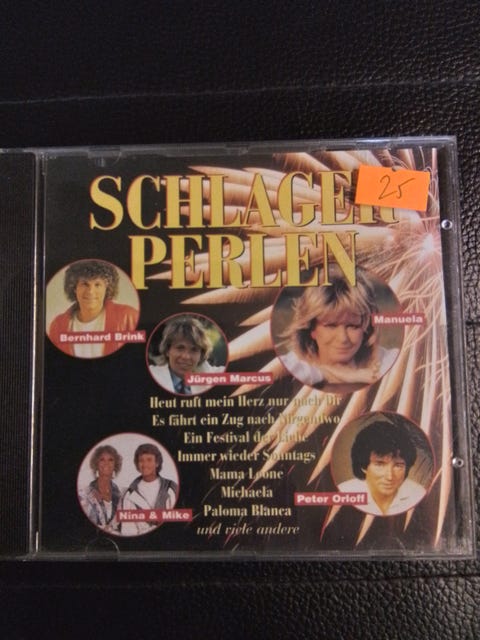 SCHLAGER
25
PERLEN
Bernhard Brink
Manuela
Jürgen Marcus
Heut ruft mein Herz nur nach Dir
Es fährt ein Zug nach Nirgendwo
Ein Festival der Liebe
Immer wieder Sonntags
Mama Leone
Michaela
Paloma Blanca
und viele andere
Nina & Mike
Peter Orloff